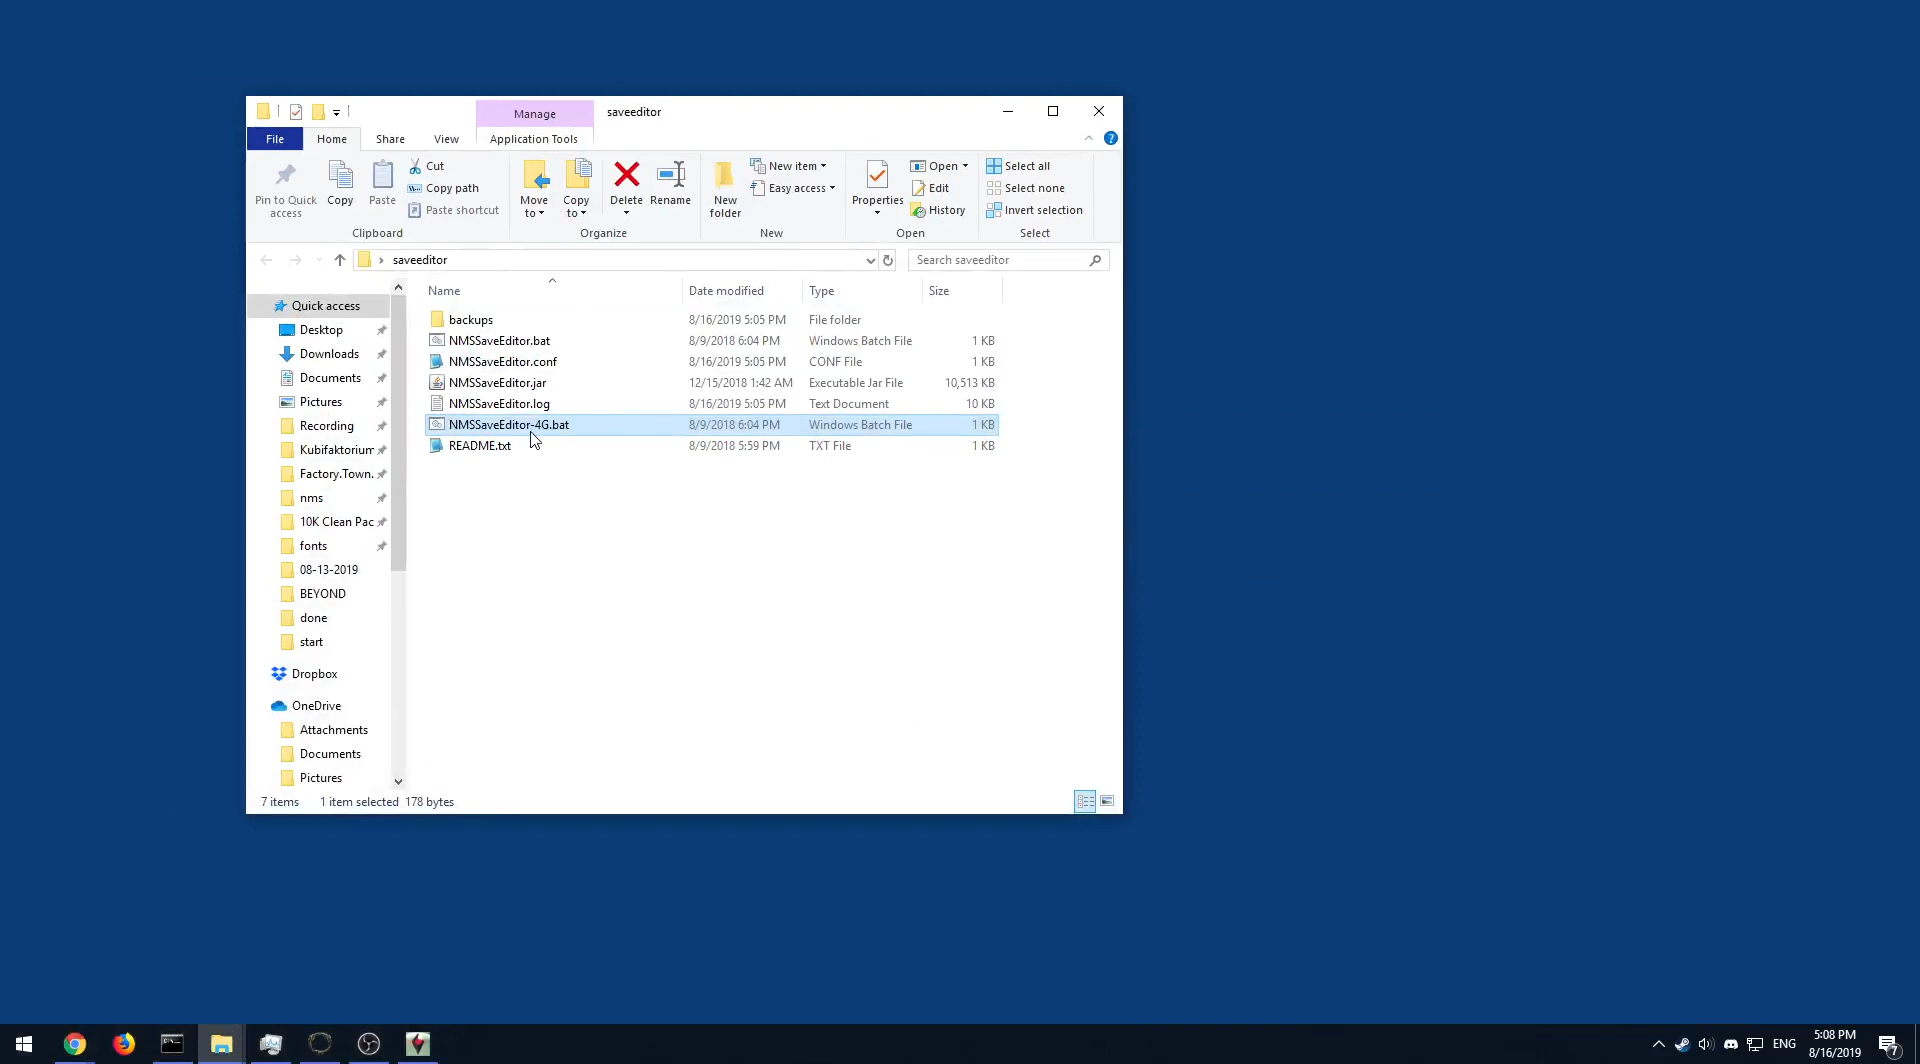 Manage
saveeditor
File
Home
Share
View
Application Tools
Pin to Quick access
Copy
Paste
Cut
Copy path
Paste shortcut
Clipboard
Move to
Copy to
Delete
Rename
Organize
New folder
New item
Easy access
New
Properties
Open
Edit
History
Open
Select all
Select none
Invert selection
Select
saveeditor
Search saveeditor
Name
Date modified
Type
Size
Quick access
Desktop
Downloads
Documents
Pictures
Recording
Kubifaktorium
Factory.Town.
nms
10K Clean Pac
fonts
08-13-2019
BEYOND
done
start
Dropbox
OneDrive
Attachments
Documents
Pictures
backups 8/16/2019 5:05 PM File folder
NMSSaveEditor.bat 8/9/2018 6:04 PM Windows Batch File 1 KB
NMSSaveEditor.conf 8/16/2019 5:05 PM CONF File 1 KB
NMSSaveEditor.jar 12/15/2018 1:42 AM Executable Jar File 10,513 KB
NMSSaveEditor.log 8/16/2019 5:05 PM Text Document 10 KB
NMSSaveEditor-4G.bat 8/9/2018 6:04 PM Windows Batch File 1 KB
README.txt 8/9/2018 5:59 PM TXT File 1 KB
7 items 1 item selected 178 bytes
ENG
5:08 PM
8/16/2019
7